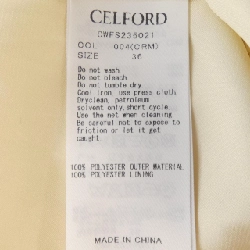 CELFORD
CWFS235021
COL 004(CRM)
SIZE 36
Do not wash
Do not bleach
Do not tumble dry
Cool iron, use press cloth
Dryclean, petroleum
solvent only,short cycle
Use the net when cleaning
Be careful not to expose to
friction or let it get
caught.
100% POLYESTER OUTER MATERIAL
100% POLYESTER LINING
MADE IN CHINA